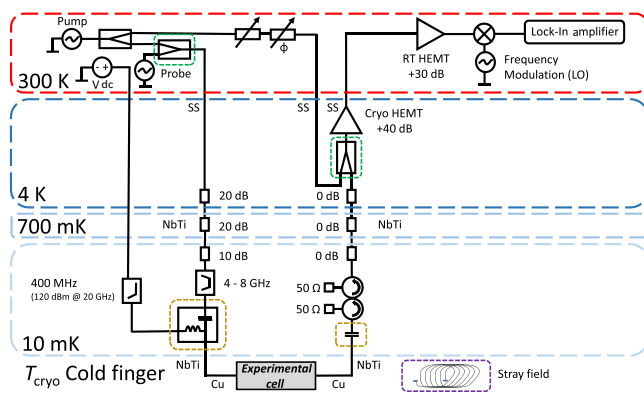 Pump
- +
V dc
Probe
300 K
ϕ
RT HEMT
+30 dB
Lock-In amplifier
Frequency
Modulation (LO)
SS
SS
SS
Cryo HEMT
+40 dB
4 K
20 dB
0 dB
700 mK
NbTi
20 dB
0 dB
NbTi
10 dB
0 dB
400 MHz
(120 dBm @ 20 GHz)
4 - 8 GHz
50 Ω
50 Ω
10 mK
NbTi
NbTi
Tcryo Cold finger
Cu
Experimental
cell
Cu
Stray field